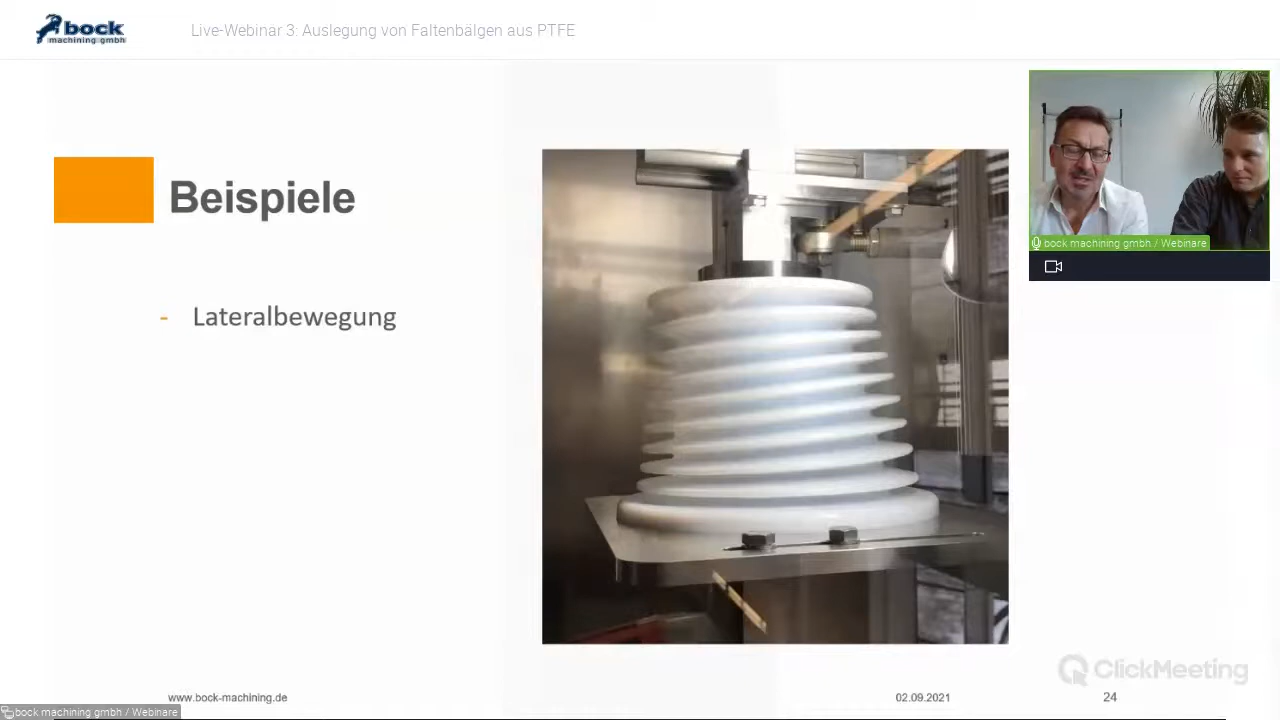 bock
machining gmbh
Live-Webinar 3: Auslegung von Faltenbälgen aus PTFE
Beispiele
- Lateralbewegung
bock machining gmbh / Webinare
ClickMeeting
www.bock-machining.de
02.09.2021
24
bock machining gmbh / Webinare